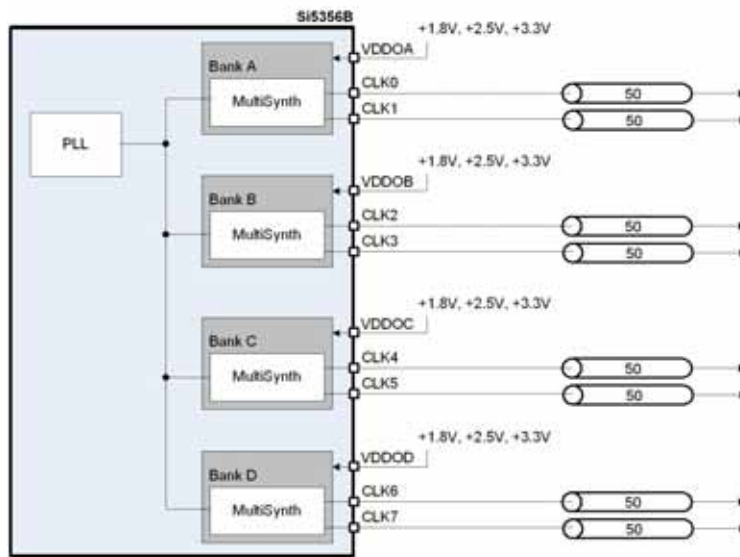 Si5356B
+1.8V, +2.5V, +3.3V
VDDOA
Bank A
CLK0
MultiSynth
50
CLK1
50
PLL
+1.8V, +2.5V, +3.3V
VDDOB
Bank B
CLK2
MultiSynth
50
CLK3
50
+1.8V, +2.5V, +3.3V
VDDOC
Bank C
CLK4
MultiSynth
50
CLK5
50
+1.8V, +2.5V, +3.3V
VDDOD
Bank D
CLK6
MultiSynth
50
CLK7
50